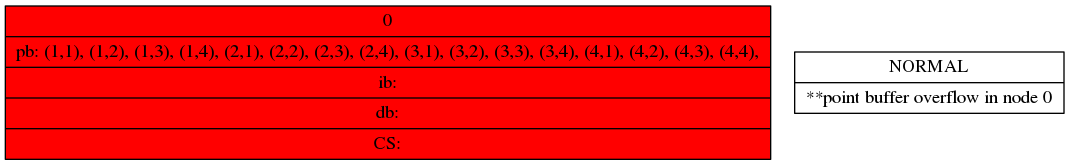 0
pb: (1,1), (1,2), (1,3), (1,4), (2,1), (2,2), (2,3), (2,4), (3,1), (3,2), (3,3), (3,4), (4,1), (4,2), (4,3), (4,4),
ib:
db:
CS:
NORMAL
**point buffer overflow in node 0